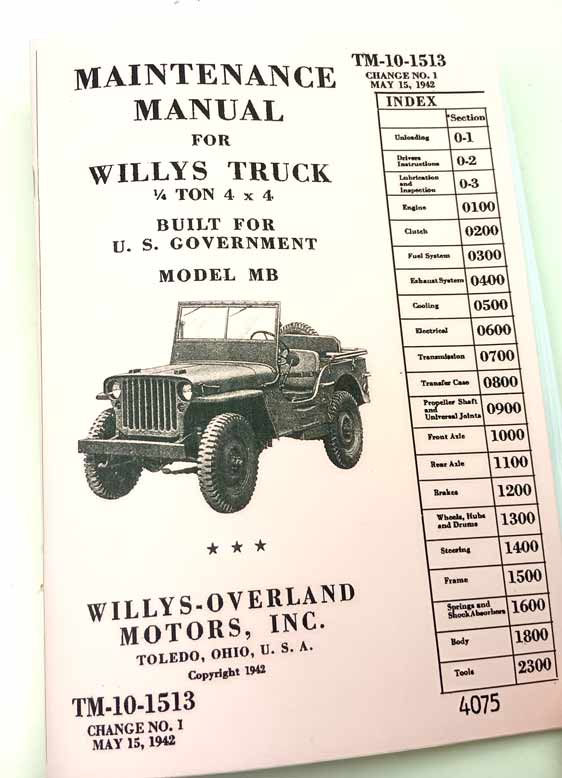 MAINTENANCE
MANUAL
FOR
WILLYS TRUCK
¼ TON 4 x 4
BUILT FOR
U. S. GOVERNMENT
MODEL MB
★ ★ ★
WILLYS-OVERLAND
MOTORS, INC.
TOLEDO, OHIO, U. S. A.
Copyright 1942
TM-10-1513
CHANGE NO. 1
MAY 15, 1942
TM-10-1513
CHANGE NO. 1
MAY 15, 1942
INDEX
*Section
Unloading 0-1
Drivers
Instructions 0-2
Lubrication
and
Inspection 0-3
Engine 0100
Clutch 0200
Fuel System 0300
Exhaust System 0400
Cooling 0500
Electrical 0600
Transmission 0700
Transfer Case 0800
Propeller Shaft
and
Universal Joints 0900
Front Axle 1000
Rear Axle 1100
Brakes 1200
Wheels, Hubs
and Drums 1300
Steering 1400
Frame 1500
Springs and
Shock Absorbers 1600
Body 1800
Tools 2300
4075